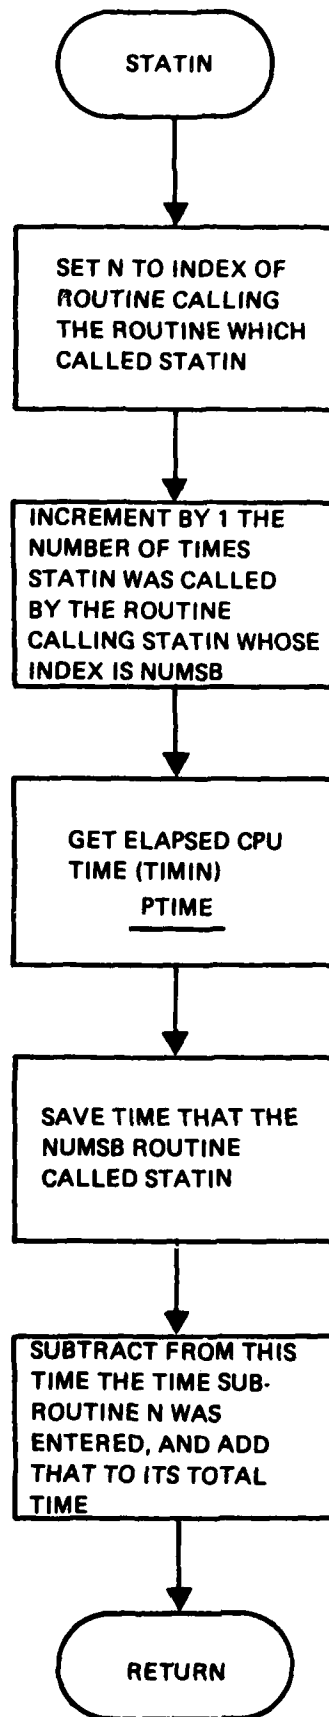 STATIN
SET N TO INDEX OF
ROUTINE CALLING
THE ROUTINE WHICH
CALLED STATIN
INCREMENT BY 1 THE
NUMBER OF TIMES
STATIN WAS CALLED
BY THE ROUTINE
CALLING STATIN WHOSE
INDEX IS NUMSB
GET ELAPSED CPU
TIME (TIMIN)
PTIME
SAVE TIME THAT THE
NUMSB ROUTINE
CALLED STATIN
SUBTRACT FROM THIS
TIME THE TIME SUB-
ROUTINE N WAS
ENTERED, AND ADD
THAT TO ITS TOTAL
TIME
RETURN